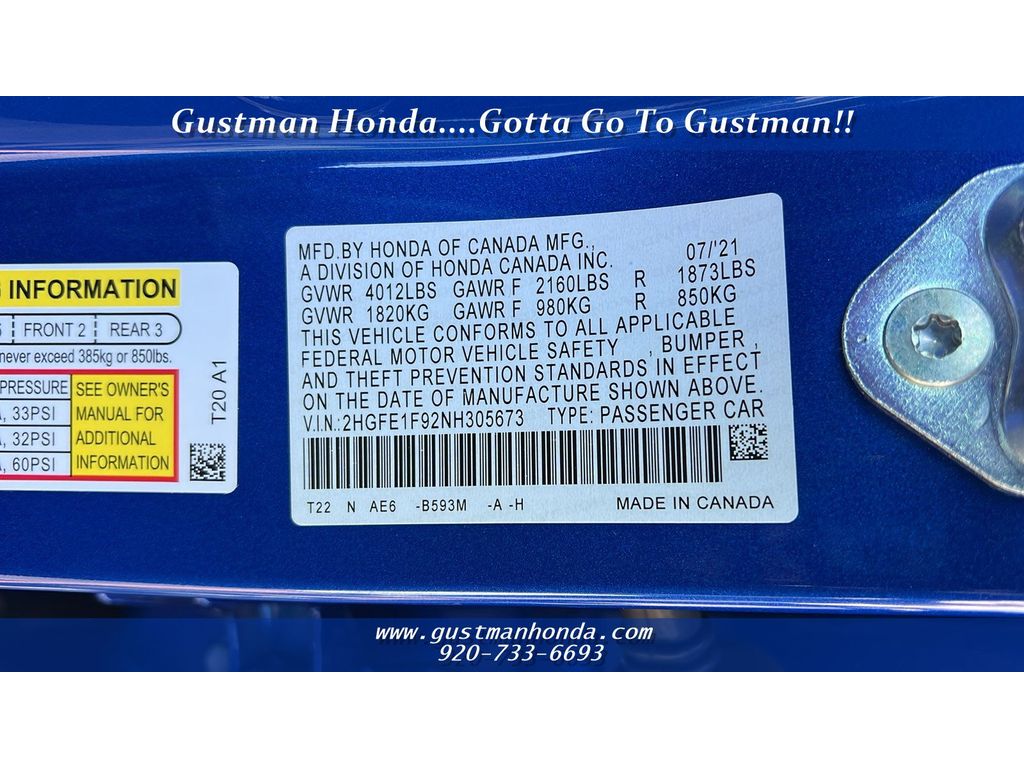 Gustman Honda....Gotta Go To Gustman!!
MFD.BY HONDA OF CANADA MFG., 07/'21
A DIVISION OF HONDA CANADA INC.
GVWR 4012LBS GAWR F 2160LBS R 1873LBS
GVWR 1820KG GAWR F 980KG R 850KG
THIS VEHICLE CONFORMS TO ALL APPLICABLE
FEDERAL MOTOR VEHICLE SAFETY , BUMPER ,
AND THEFT PREVENTION STANDARDS IN EFFECT
ON THE DATE OF MANUFACTURE SHOWN ABOVE.
V.I.N.: 2HGFE1F92NH305673 TYPE: PASSENGER CAR
T22 N AE6 -B593M -A -H MADE IN CANADA
INFORMATION
FRONT 2 REAR 3
never exceed 385kg or 850lbs.
PRESSURE
, 33PSI
, 32PSI
, 60PSI
SEE OWNER'S
MANUAL FOR
ADDITIONAL
INFORMATION
T20 A1
www.gustmanhonda.com
920-733-6693